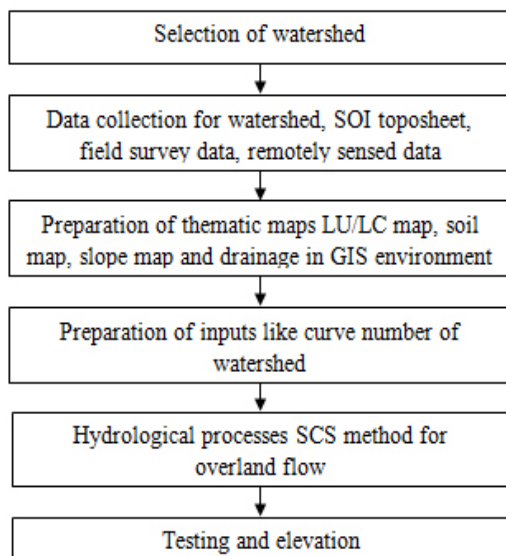 Selection of watershed
Data collection for watershed, SOI toposheet,
field survey data, remotely sensed data
Preparation of thematic maps LU/LC map, soil
map, slope map and drainage in GIS environment
Preparation of inputs like curve number of
watershed
Hydrological processes SCS method for
overland flow
Testing and elevation